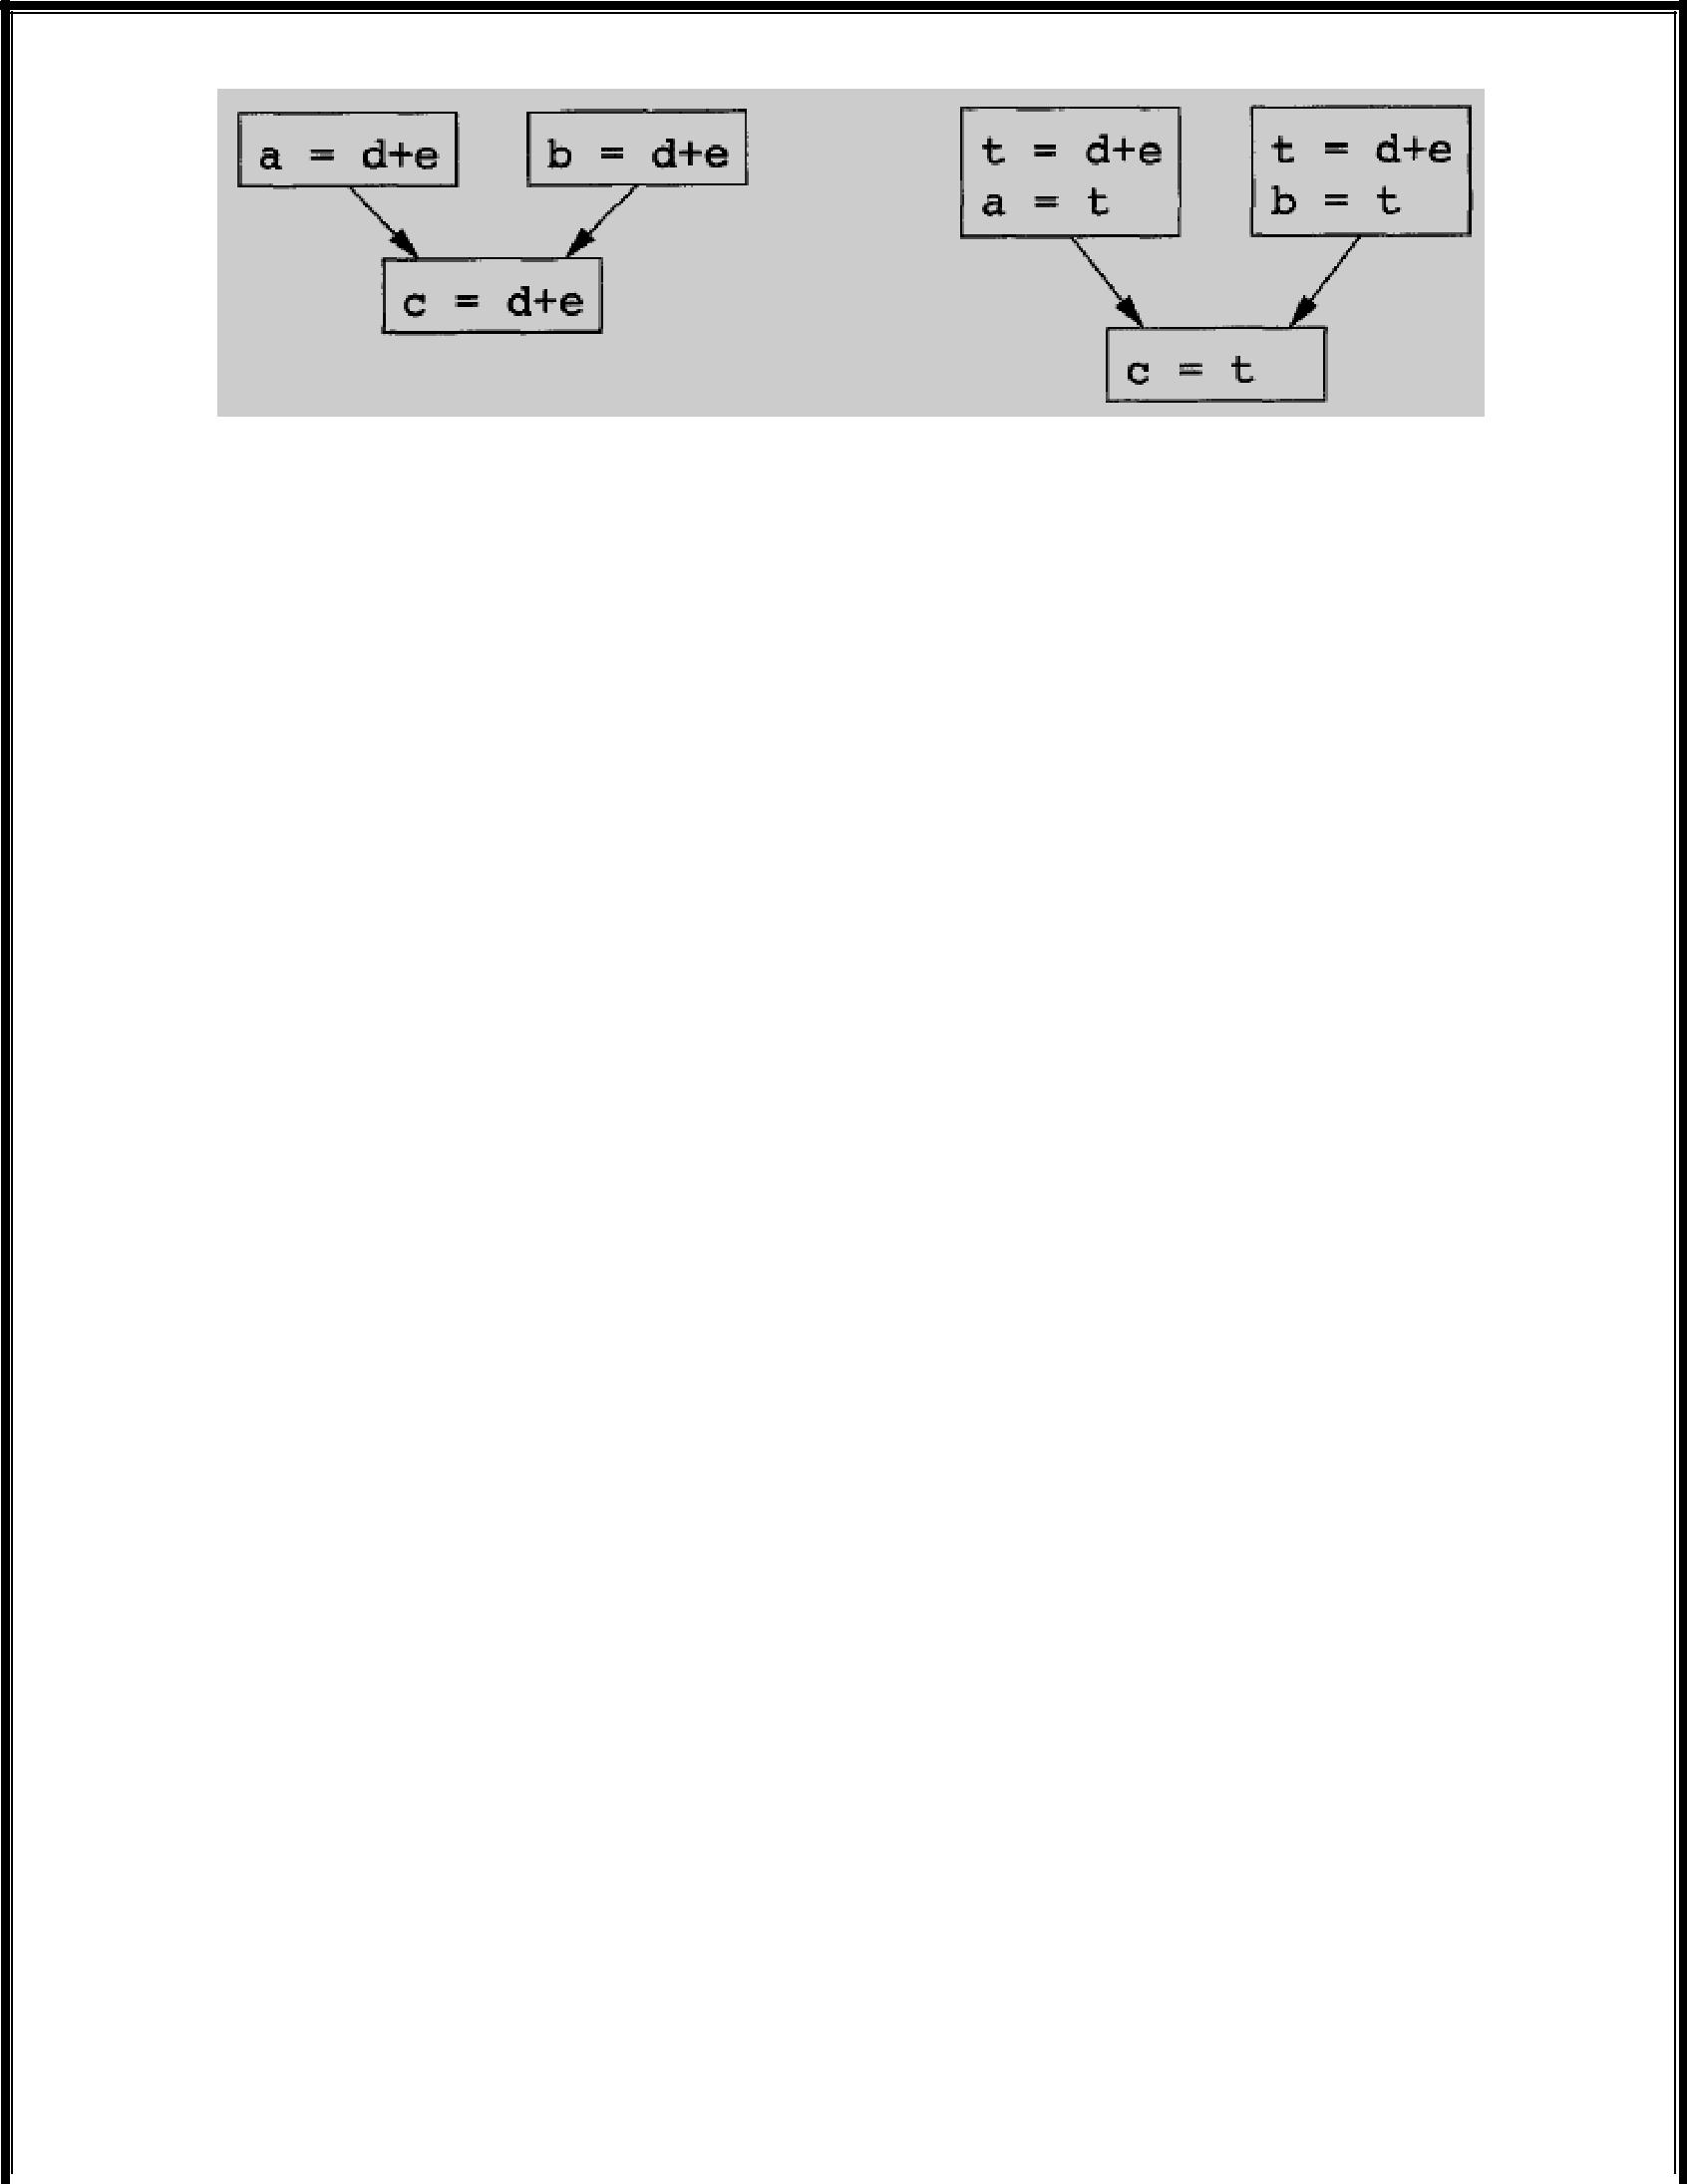 a = d+e
b = d+e
c = d+e
t = d+e
a = t
t = d+e
b = t
c = t